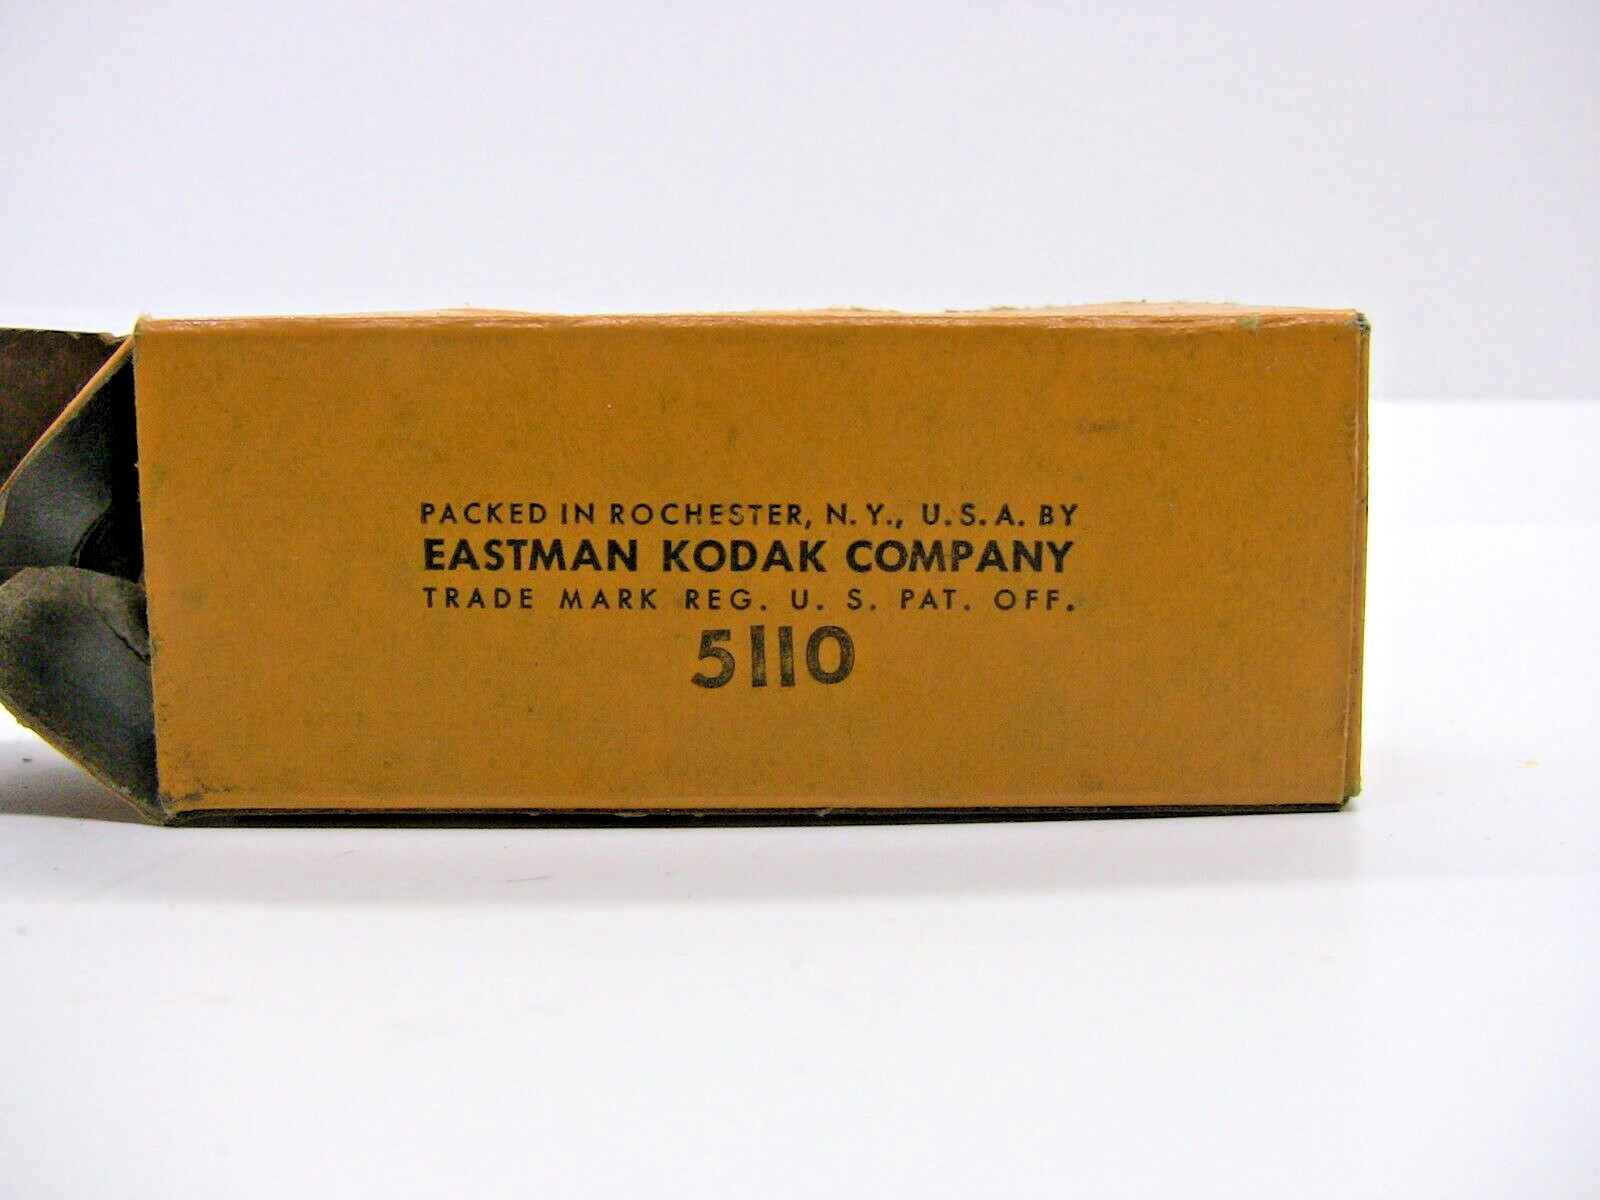 PACKED IN ROCHESTER, N.Y., U.S.A. BY
EASTMAN KODAK COMPANY
TRADE MARK REG. U. S. PAT. OFF.
5110